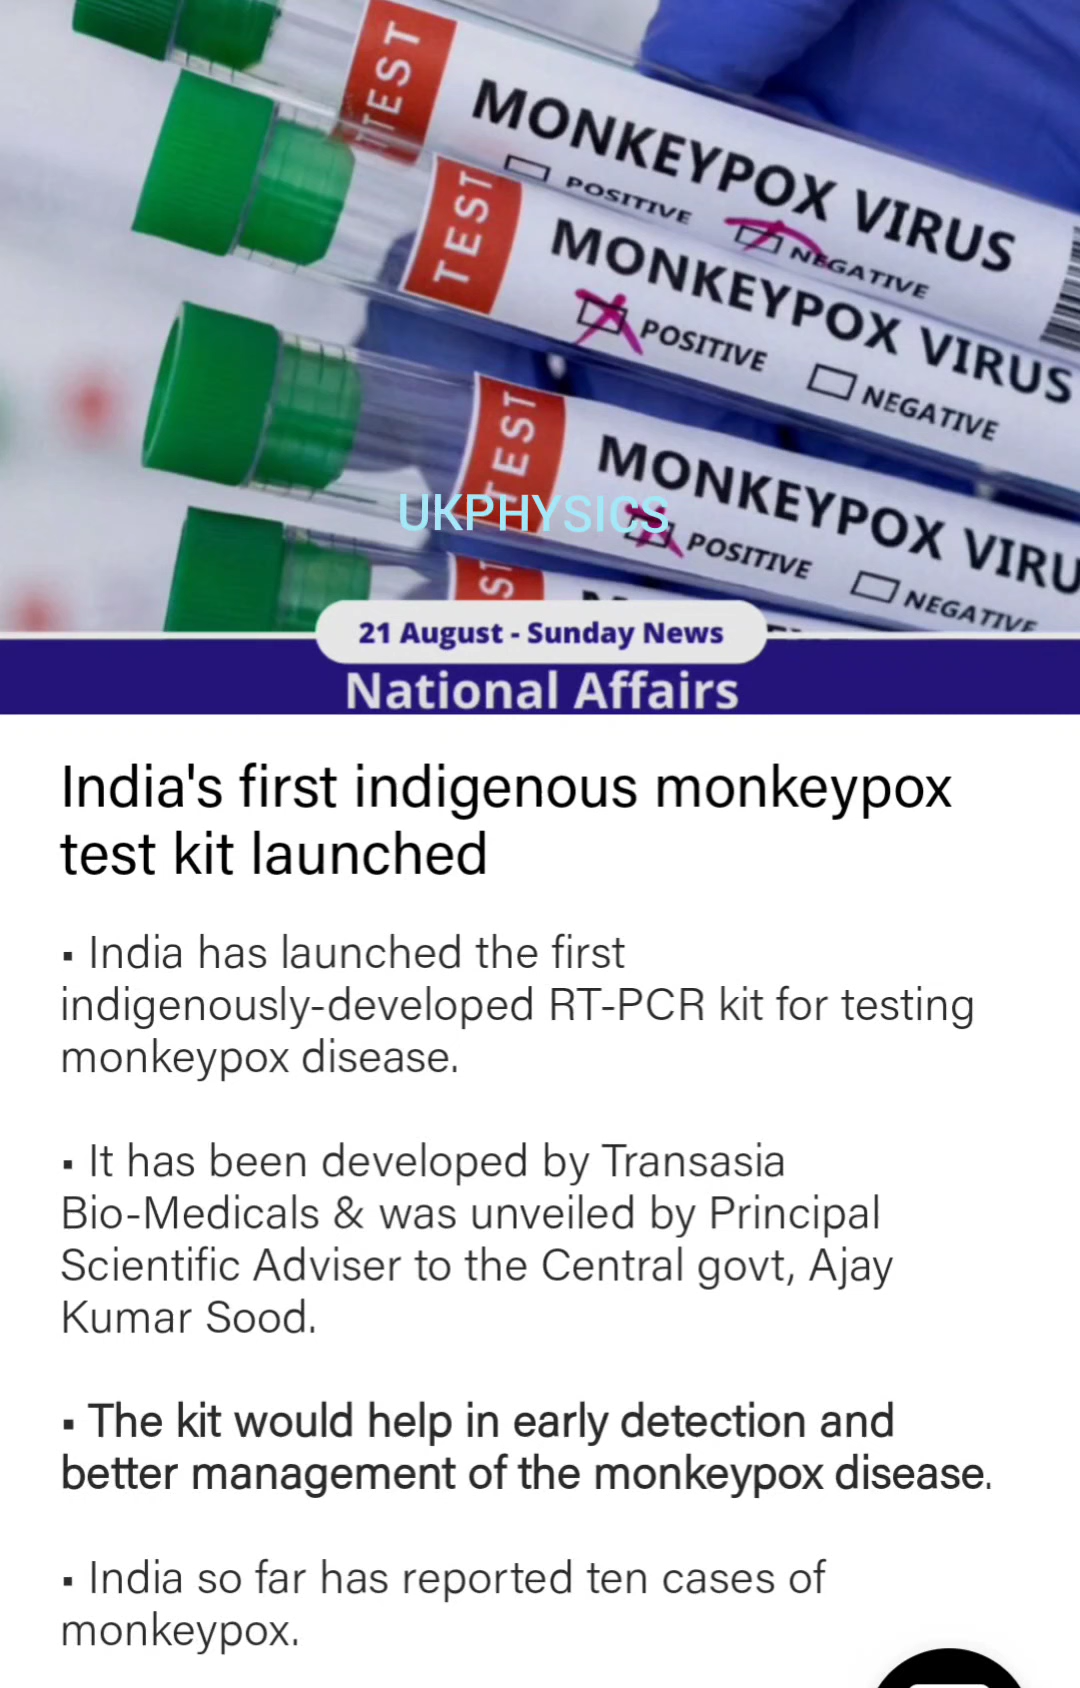 TEST
MONKEYPOX VIRUS
POSITIVE
NEGATIVE
TEST
MONKEYPOX VIRUS
POSITIVE
NEGATIVE
TEST
MONKEYPOX VIRU
POSITIVE
NEGATIVE
UKPHYSICS
21 August - Sunday News
National Affairs
India's first indigenous monkeypox
test kit launched
▪ India has launched the first
indigenously-developed RT-PCR kit for testing
monkeypox disease.
▪ It has been developed by Transasia
Bio-Medicals & was unveiled by Principal
Scientific Adviser to the Central govt, Ajay
Kumar Sood.
▪ The kit would help in early detection and
better management of the monkeypox disease.
▪ India so far has reported ten cases of
monkeypox.